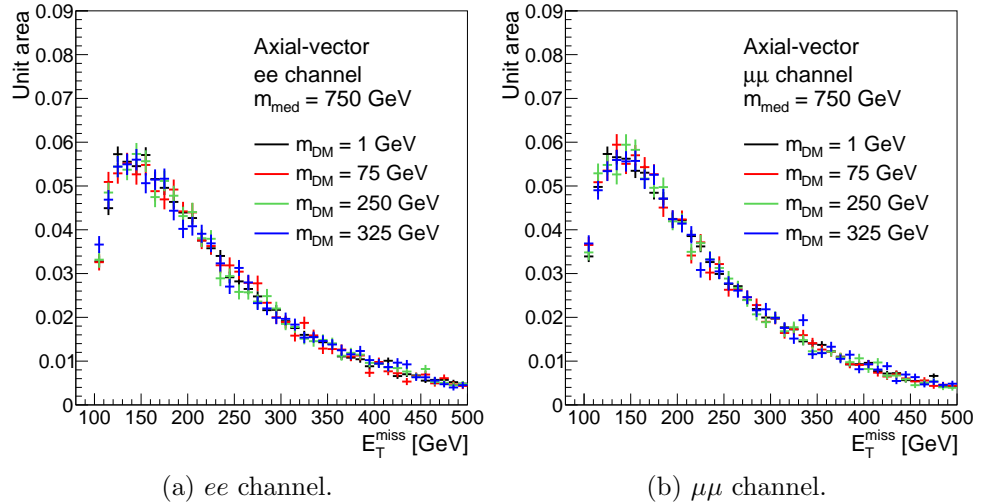 Unit area
0.09
0.08
0.07
0.06
0.05
0.04
0.03
0.02
0.01
0
Axial-vector
ee channel
m_med = 750 GeV
m_DM = 1 GeV
m_DM = 75 GeV
m_DM = 250 GeV
m_DM = 325 GeV
100 150 200 250 300 350 400 450 500
E_T^miss [GeV]
(a) ee channel.
Unit area
0.09
0.08
0.07
0.06
0.05
0.04
0.03
0.02
0.01
0
Axial-vector
μμ channel
m_med = 750 GeV
m_DM = 1 GeV
m_DM = 75 GeV
m_DM = 250 GeV
m_DM = 325 GeV
100 150 200 250 300 350 400 450 500
E_T^miss [GeV]
(b) μμ channel.